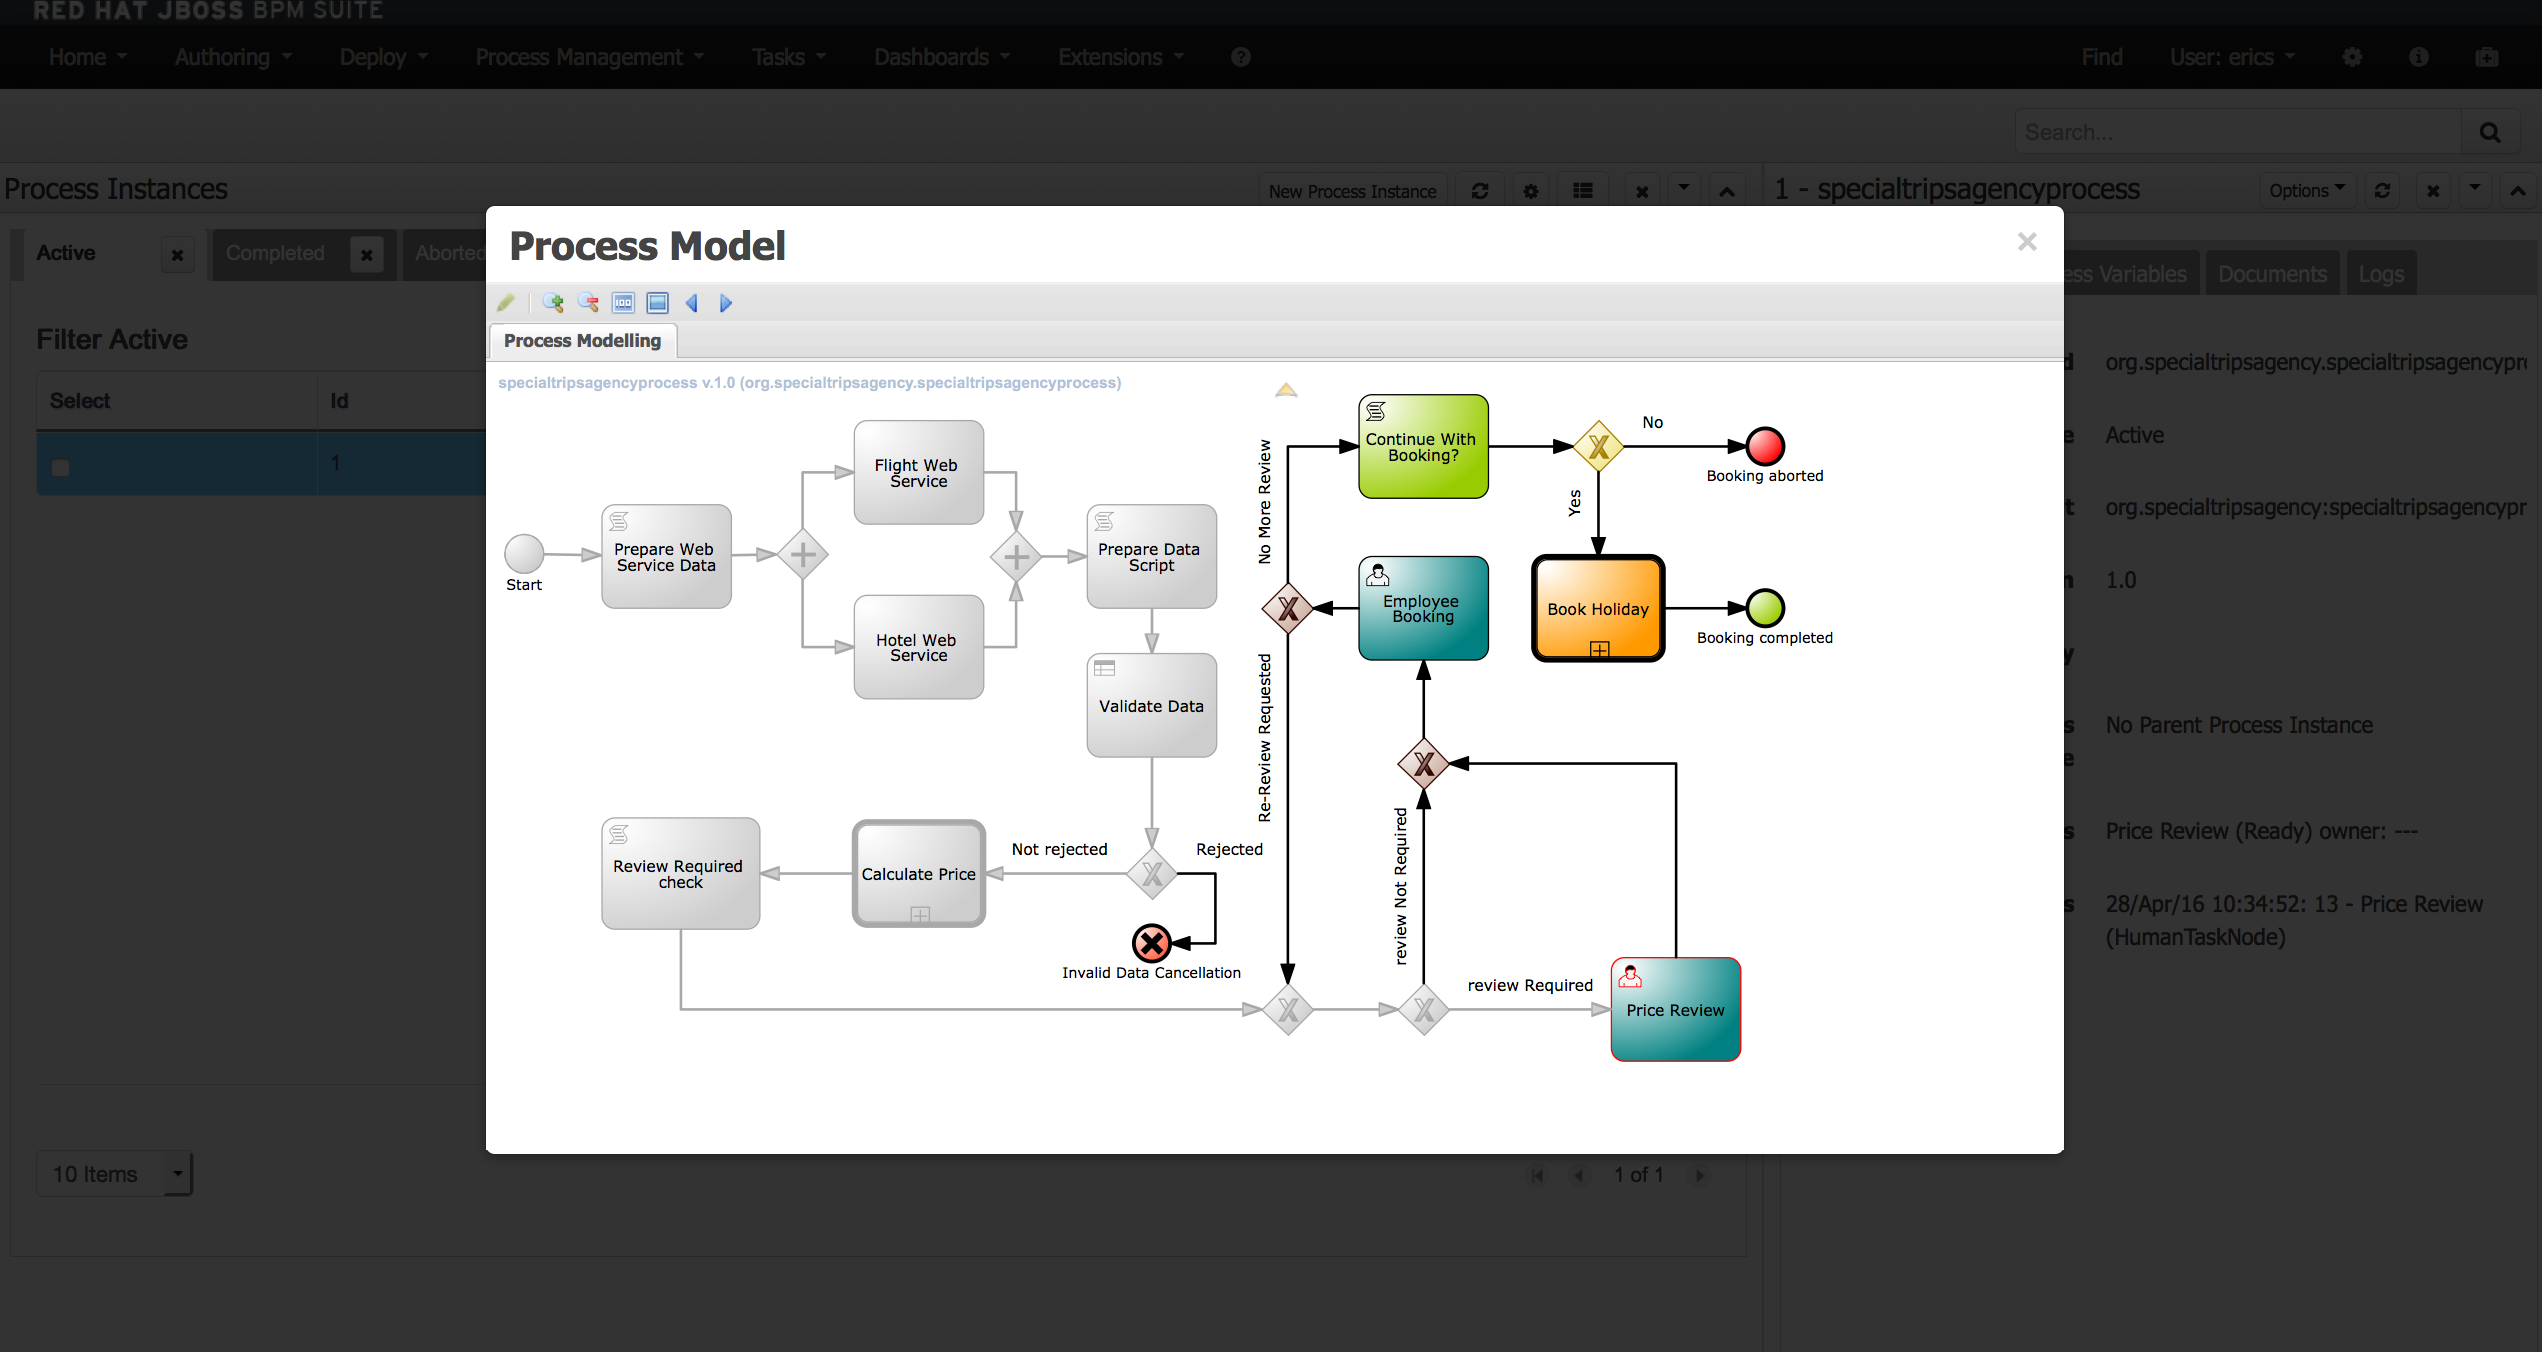 RED HAT JBOSS BPM SUITE
Home
Authoring
Deploy
Process Management
Tasks
Dashboards
Extensions
Find
User: erics
Search...
Process Instances
New Process Instance
1 - specialtripsagencyprocess
Options
Active
Completed
Aborted
ess Variables
Documents
Logs
Filter Active
Select
Id
1
10 Items
1 of 1
Process Model
100
Process Modelling
specialtripsagencyprocess v.1.0 (org.specialtripsagency.specialtripsagencyprocess)
Start
Prepare Web
Service Data
Flight Web
Service
Hotel Web
Service
Prepare Data
Script
Validate Data
Not rejected
Rejected
Invalid Data Cancellation
Calculate Price
Review Required
check
No More Review
Re-Review Requested
Continue With
Booking?
No
Booking aborted
Yes
Employee
Booking
Book Holiday
Booking completed
review Not Required
review Required
Price Review
org.specialtripsagency.specialtripsagencypr
Active
org.specialtripsagency:specialtripsagencypr
1.0
No Parent Process Instance
Price Review (Ready) owner: ---
28/Apr/16 10:34:52: 13 - Price Review
(HumanTaskNode)